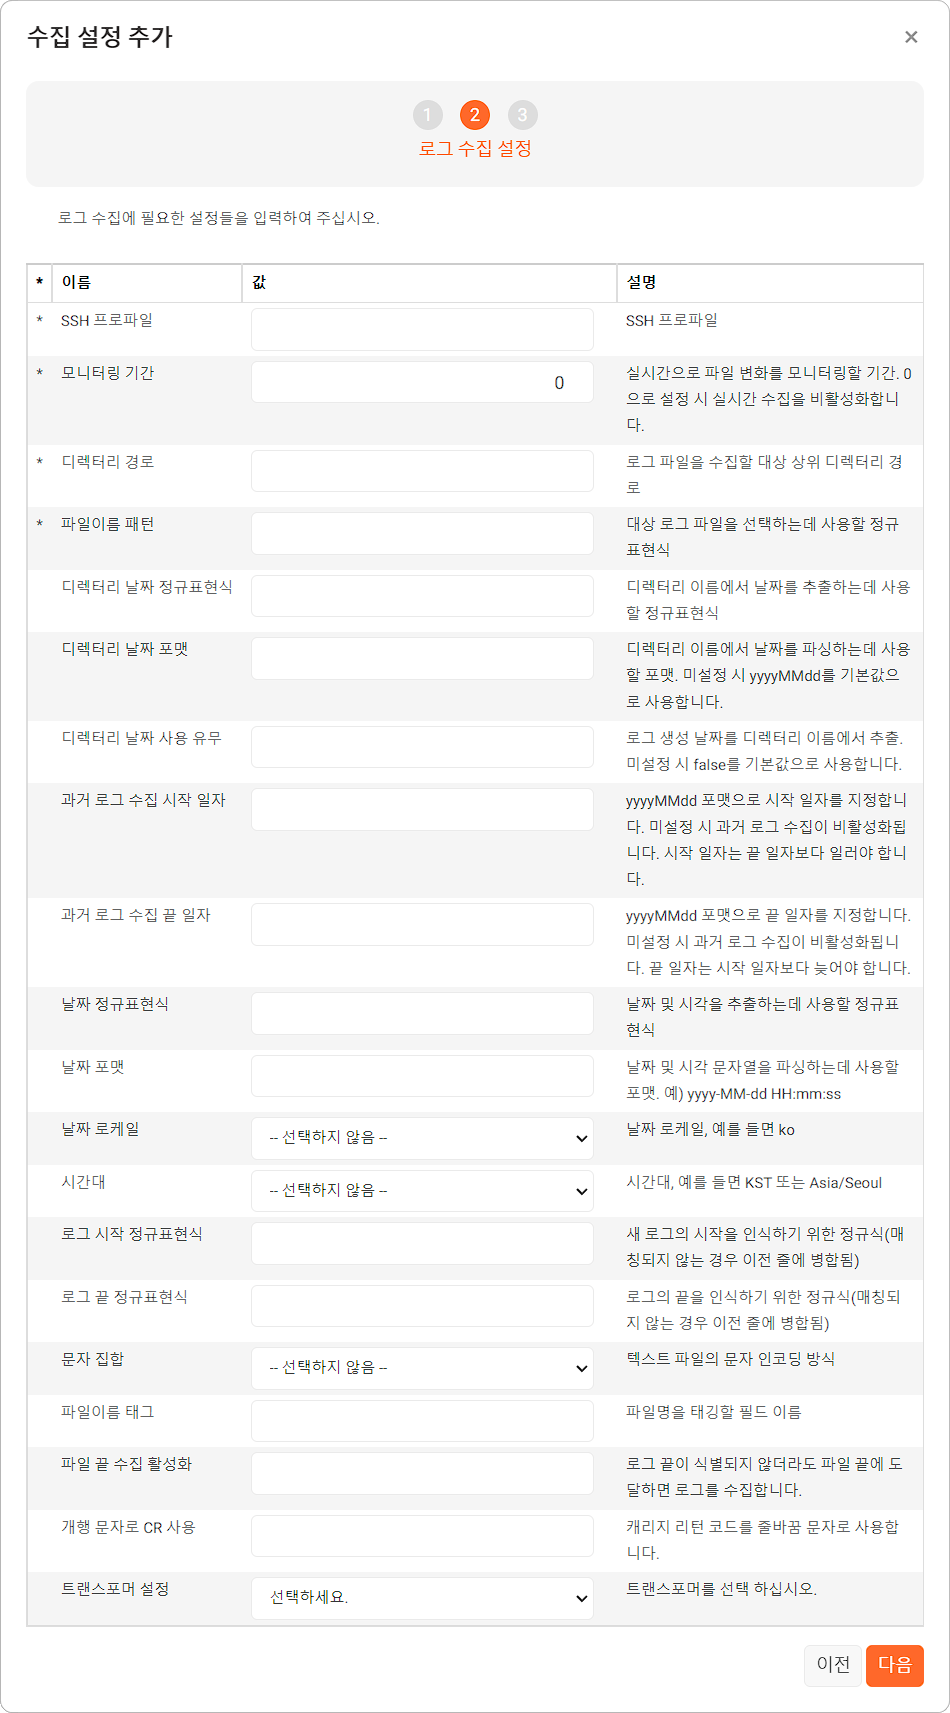 수집 설정 추가
×
1 2 3
로그 수집 설정
로그 수집에 필요한 설정들을 입력하여 주십시오.
* 이름 값 설명
* SSH 프로파일 SSH 프로파일
* 모니터링 기간 0 실시간으로 파일 변화를 모니터링할 기간. 0
으로 설정 시 실시간 수집을 비활성화합니
다.
* 디렉터리 경로 로그 파일을 수집할 대상 상위 디렉터리 경
로
* 파일이름 패턴 대상 로그 파일을 선택하는데 사용할 정규
표현식
디렉터리 날짜 정규표현식 디렉터리 이름에서 날짜를 추출하는데 사용
할 정규표현식
디렉터리 날짜 포맷 디렉터리 이름에서 날짜를 파싱하는데 사용
할 포맷. 미설정 시 yyyyMMdd를 기본값으
로 사용합니다.
디렉터리 날짜 사용 유무 로그 생성 날짜를 디렉터리 이름에서 추출.
미설정 시 false를 기본값으로 사용합니다.
과거 로그 수집 시작 일자 yyyyMMdd 포맷으로 시작 일자를 지정합니
다. 미설정 시 과거 로그 수집이 비활성화됩
니다. 시작 일자는 끝 일자보다 일러야 합니
다.
과거 로그 수집 끝 일자 yyyyMMdd 포맷으로 끝 일자를 지정합니다.
미설정 시 과거 로그 수집이 비활성화됩니
다. 끝 일자는 시작 일자보다 늦어야 합니다.
날짜 정규표현식 날짜 및 시각을 추출하는데 사용할 정규표
현식
날짜 포맷 날짜 및 시각 문자열을 파싱하는데 사용할
포맷. 예) yyyy-MM-dd HH:mm:ss
날짜 로케일 -- 선택하지 않음 -- 날짜 로케일, 예를 들면 ko
시간대 -- 선택하지 않음 -- 시간대, 예를 들면 KST 또는 Asia/Seoul
로그 시작 정규표현식 새 로그의 시작을 인식하기 위한 정규식(매
칭되지 않는 경우 이전 줄에 병합됨)
로그 끝 정규표현식 로그의 끝을 인식하기 위한 정규식(매칭되
지 않는 경우 이전 줄에 병합됨)
문자 집합 -- 선택하지 않음 -- 텍스트 파일의 문자 인코딩 방식
파일이름 태그 파일명을 태깅할 필드 이름
파일 끝 수집 활성화 로그 끝이 식별되지 않더라도 파일 끝에 도
달하면 로그를 수집합니다.
개행 문자로 CR 사용 캐리지 리턴 코드를 줄바꿈 문자로 사용합
니다.
트랜스포머 설정 선택하세요. 트랜스포머를 선택 하십시오.
이전 다음